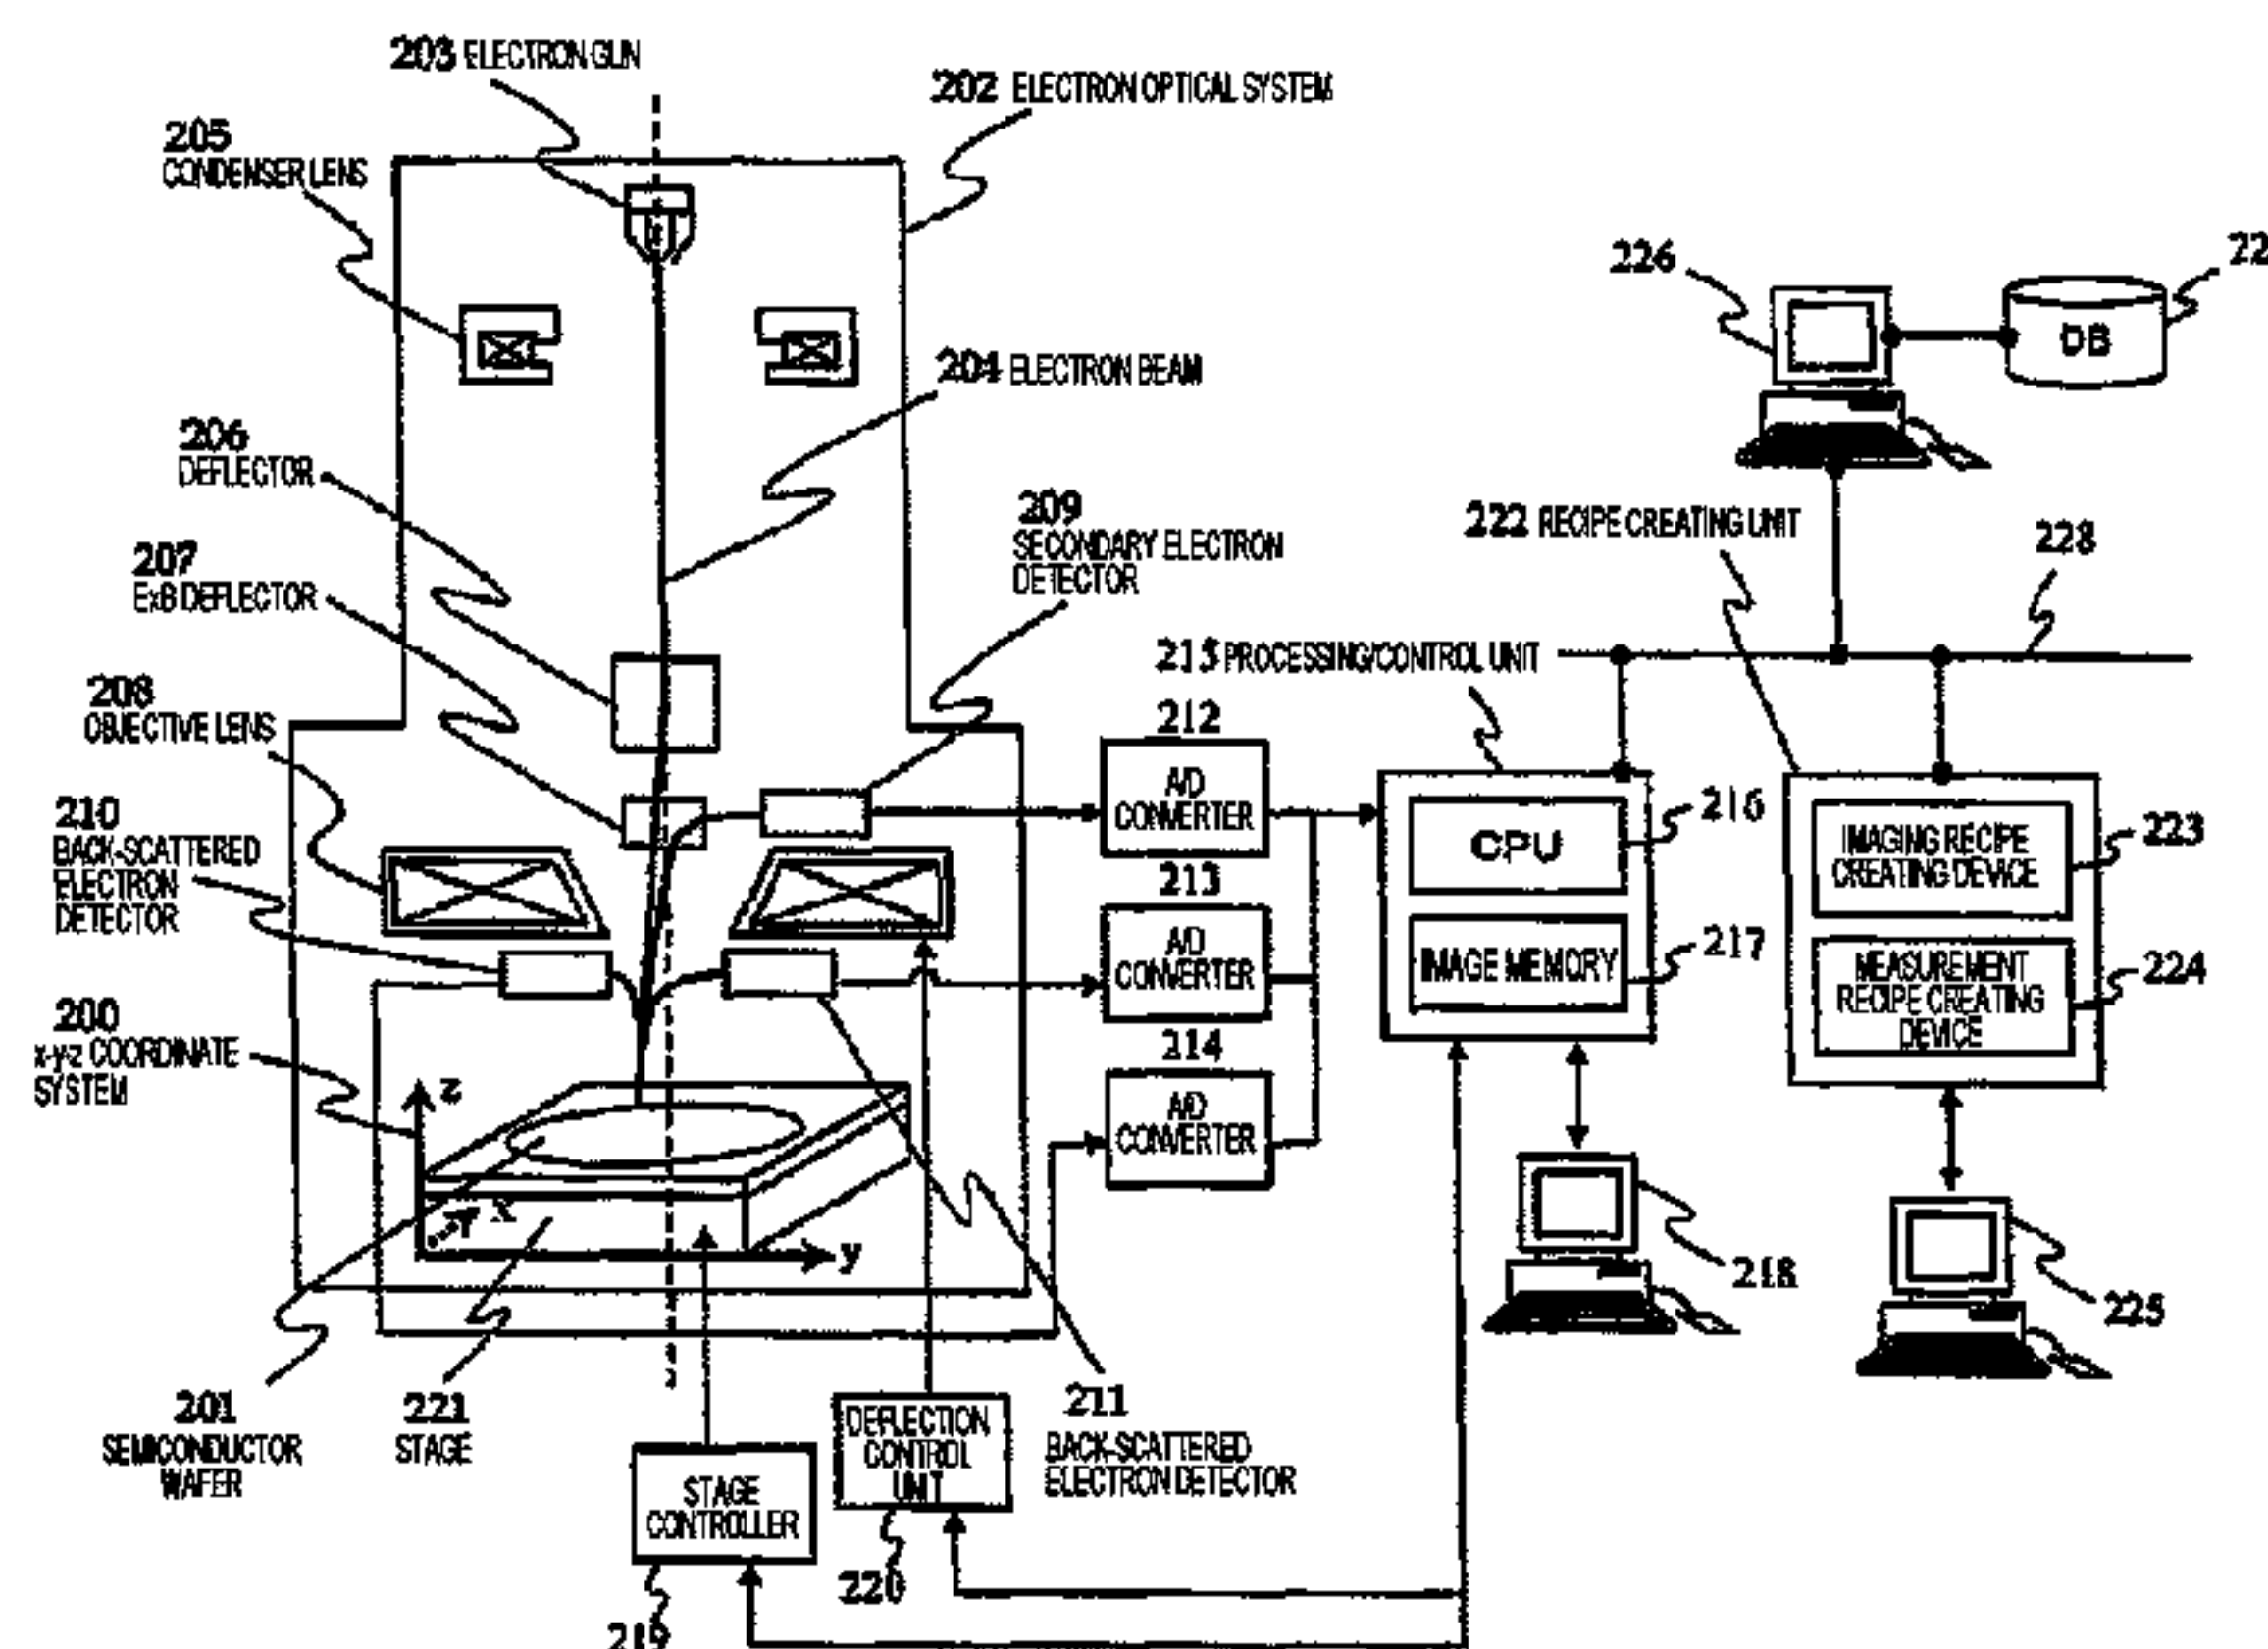 203 ELECTRON GUN
202 ELECTRON OPTICAL SYSTEM
205
CONDENSER LENS
226
22
DB
204 ELECTRON BEAM
206
DEFLECTOR
209
SECONDARY ELECTRON
DETECTOR
222 RECIPE CREATING UNIT
228
207
ExB DEFLECTOR
215 PROCESSING/CONTROL UNIT
208
OBJECTIVE LENS
212
A/D
CONVERTER
CPU
216
IMAGING RECIPE
CREATING DEVICE
223
210
BACK-SCATTERED
ELECTRON
DETECTOR
213
A/D
CONVERTER
IMAGE MEMORY
217
MEASUREMENT
RECIPE CREATING
DEVICE
224
200
x-y-z COORDINATE
SYSTEM
z
x
y
214
A/D
CONVERTER
218
225
201
SEMICONDUCTOR
WAFER
221
STAGE
DEFLECTION
CONTROL
UNIT
211
BACK-SCATTERED
ELECTRON DETECTOR
STAGE
CONTROLLER
220
219